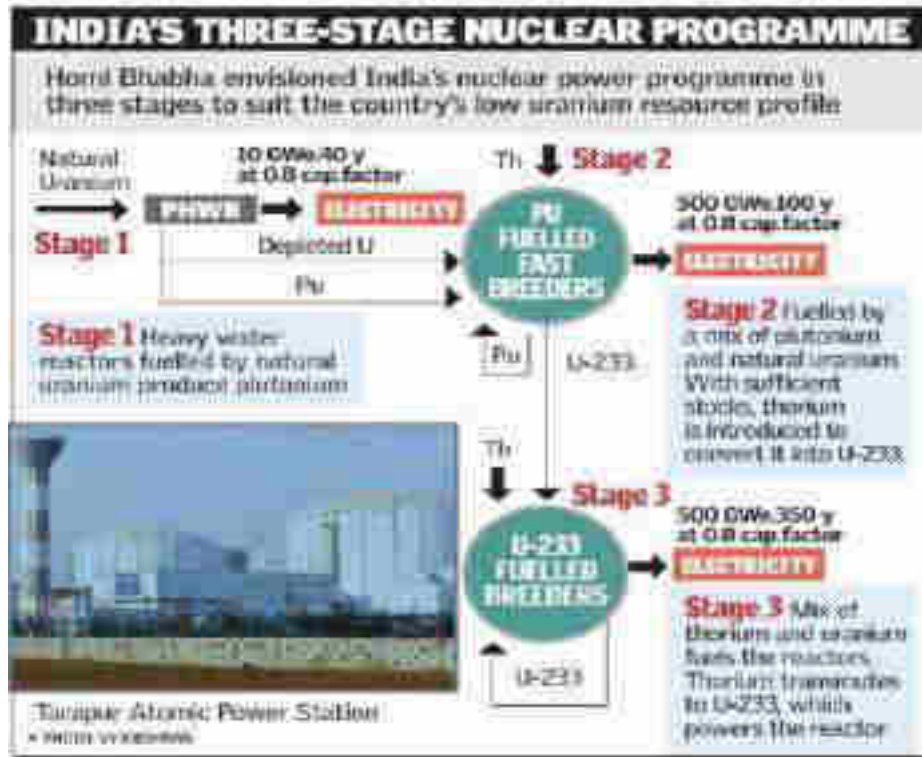 INDIA'S THREE-STAGE NUCLEAR PROGRAMME
Homi Bhabha envisioned India's nuclear power programme in
three stages to suit the country's low uranium resource profile
Natural
Uranium
Stage 1
PHWR
10 GWe.40 y
at 0.8 cap.factor
ELECTRICITY
Depleted U
Pu
Th
Stage 2
PU
FUELLED
FAST
BREEDERS
500 GWe.100 y
at 0.8 cap.factor
ELECTRICITY
Stage 1 Heavy water
reactors fuelled by natural
uranium produce plutonium
Pu
U-233
Stage 2 Fuelled by
a mix of plutonium
and natural uranium
With sufficient
stocks, thorium
is introduced to
convert it into U-233
Th
Stage 3
U-233
FUELLED
BREEDERS
500 GWe.350 y
at 0.8 cap.factor
ELECTRICITY
U-233
Stage 3 Mix of
thorium and uranium
fuels the reactors.
Thorium transmutes
to U-233, which
powers the reactor
Tarapur Atomic Power Station